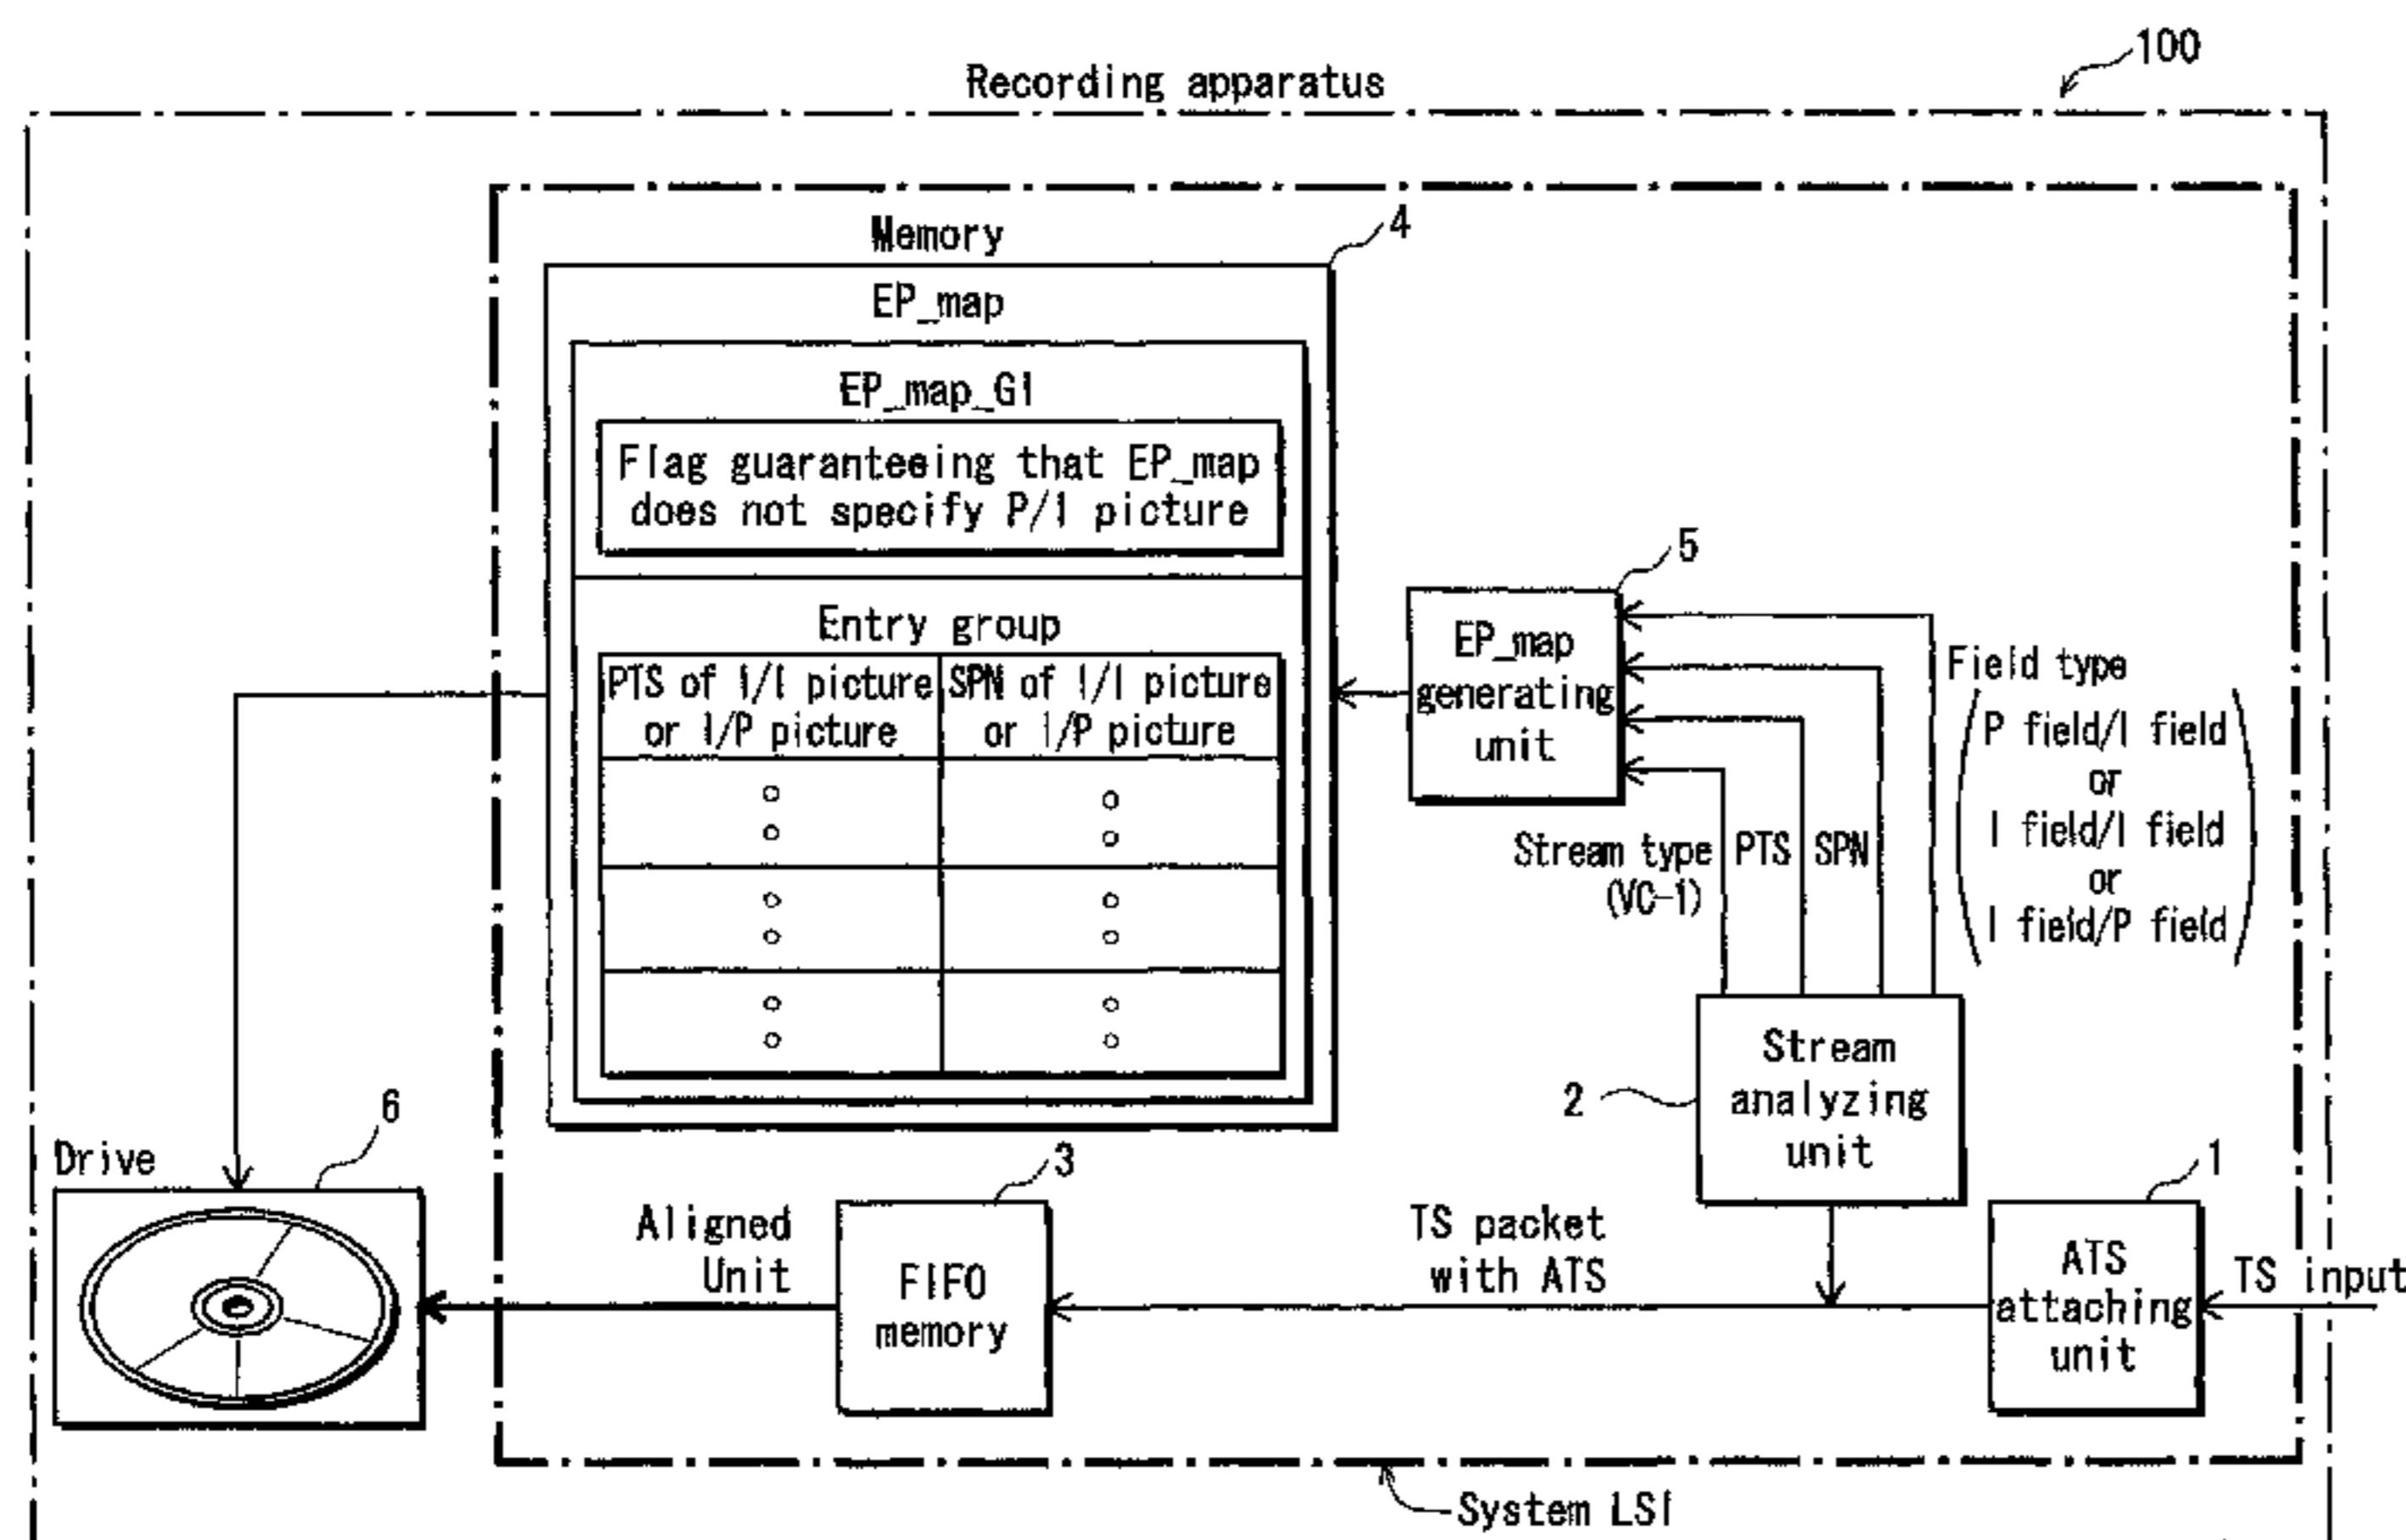 100
Recording apparatus
Memory
4
EP_map
EP_map_G1
Flag guaranteeing that EP_map
does not specify P/I picture
Entry group
PTS of I/I picture
or I/P picture
SPN of I/I picture
or I/P picture
5
EP_map
generating
unit
Field type
P field/I field
or
I field/I field
or
I field/P field
Stream type
(VC-1)
PTS
SPN
2
Stream
analyzing
unit
6
Drive
Aligned
Unit
3
FIFO
memory
TS packet
with ATS
1
ATS
attaching
unit
TS input
System LSI